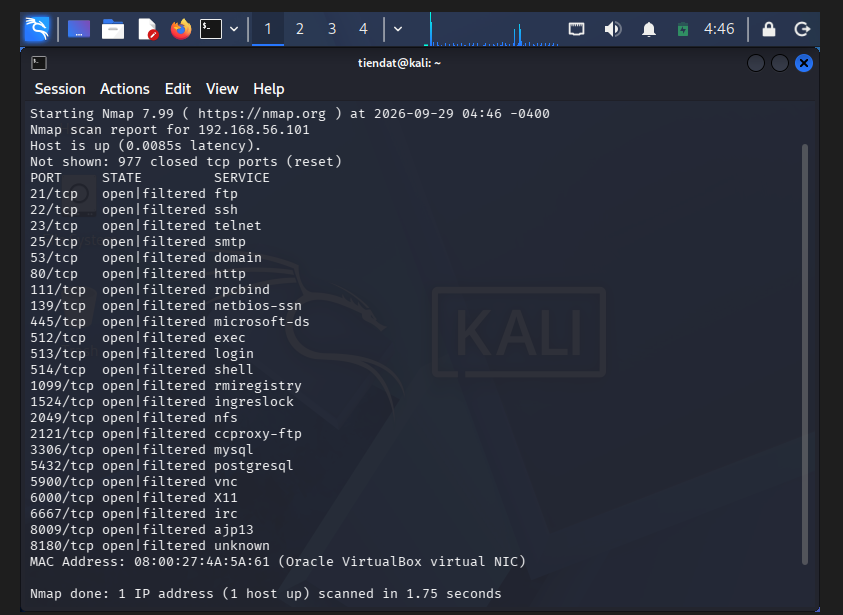 1 2 3 4 4:46
tiendat@kali: ~
Session Actions Edit View Help
Starting Nmap 7.99 ( https://nmap.org ) at 2026-09-29 04:46 -0400
Nmap scan report for 192.168.56.101
Host is up (0.0085s latency).
Not shown: 977 closed tcp ports (reset)
PORT     STATE         SERVICE
21/tcp   open|filtered ftp
22/tcp   open|filtered ssh
23/tcp   open|filtered telnet
25/tcp   open|filtered smtp
53/tcp   open|filtered domain
80/tcp   open|filtered http
111/tcp  open|filtered rpcbind
139/tcp  open|filtered netbios-ssn
445/tcp  open|filtered microsoft-ds
512/tcp  open|filtered exec
513/tcp  open|filtered login
514/tcp  open|filtered shell
1099/tcp open|filtered rmiregistry
1524/tcp open|filtered ingreslock
2049/tcp open|filtered nfs
2121/tcp open|filtered ccproxy-ftp
3306/tcp open|filtered mysql
5432/tcp open|filtered postgresql
5900/tcp open|filtered vnc
6000/tcp open|filtered X11
6667/tcp open|filtered irc
8009/tcp open|filtered ajp13
8180/tcp open|filtered unknown
MAC Address: 08:00:27:4A:5A:61 (Oracle VirtualBox virtual NIC)
Nmap done: 1 IP address (1 host up) scanned in 1.75 seconds
KALI